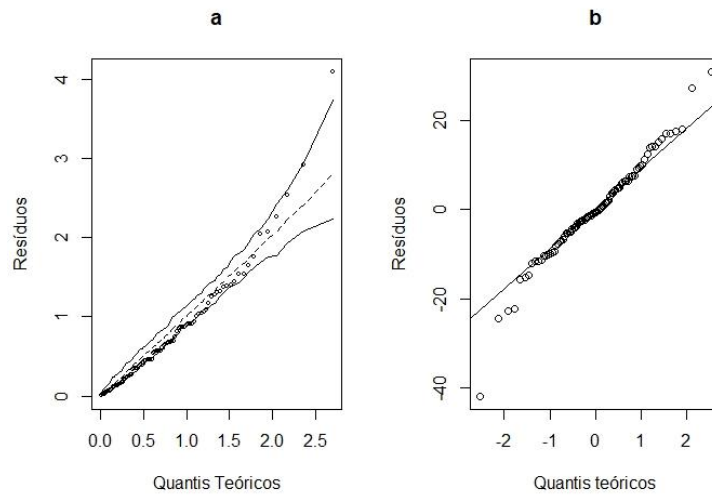 a
b
4
3
2
1
0
Resíduos
0.0 0.5 1.0 1.5 2.0 2.5
Quantis Teóricos
20
0
-20
-40
Resíduos
-2 -1 0 1 2
Quantis teóricos